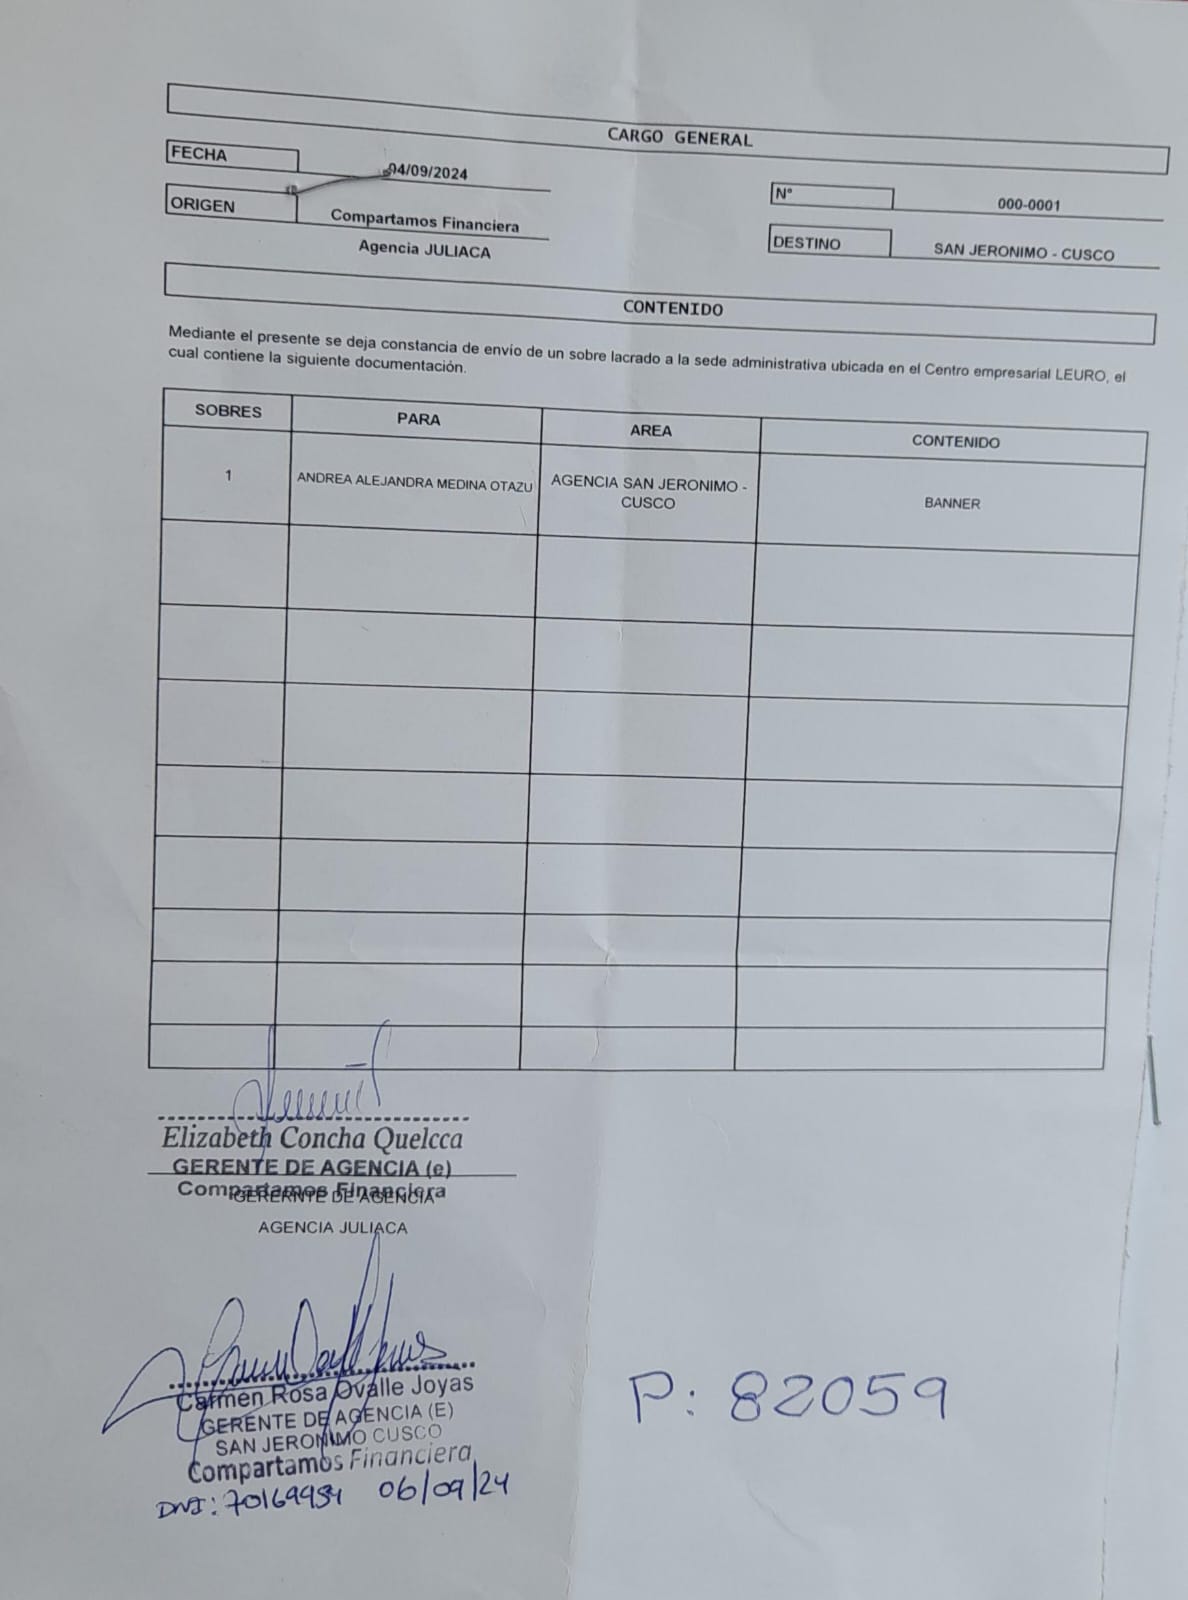 CARGO GENERAL
FECHA 04/09/2024
N° 000-0001
ORIGEN Compartamos Financiera
Agencia JULIACA
DESTINO SAN JERONIMO - CUSCO
CONTENIDO
Mediante el presente se deja constancia de envío de un sobre lacrado a la sede administrativa ubicada en el Centro empresarial LEURO, el
cual contiene la siguiente documentación.
SOBRES PARA AREA CONTENIDO
1 ANDREA ALEJANDRA MEDINA OTAZU AGENCIA SAN JERONIMO -
CUSCO BANNER
Elizabeth Concha Quelcca
GERENTE DE AGENCIA (e)
Compartamos Financiera
GERERNTE DE AGENCIA
AGENCIA JULIACA
Carmen Rosa Ovalle Joyas
GERENTE DE AGENCIA (E)
SAN JERONIMO CUSCO
Compartamos Financiera
DNI: 70169954 06/09/24
P: 82059